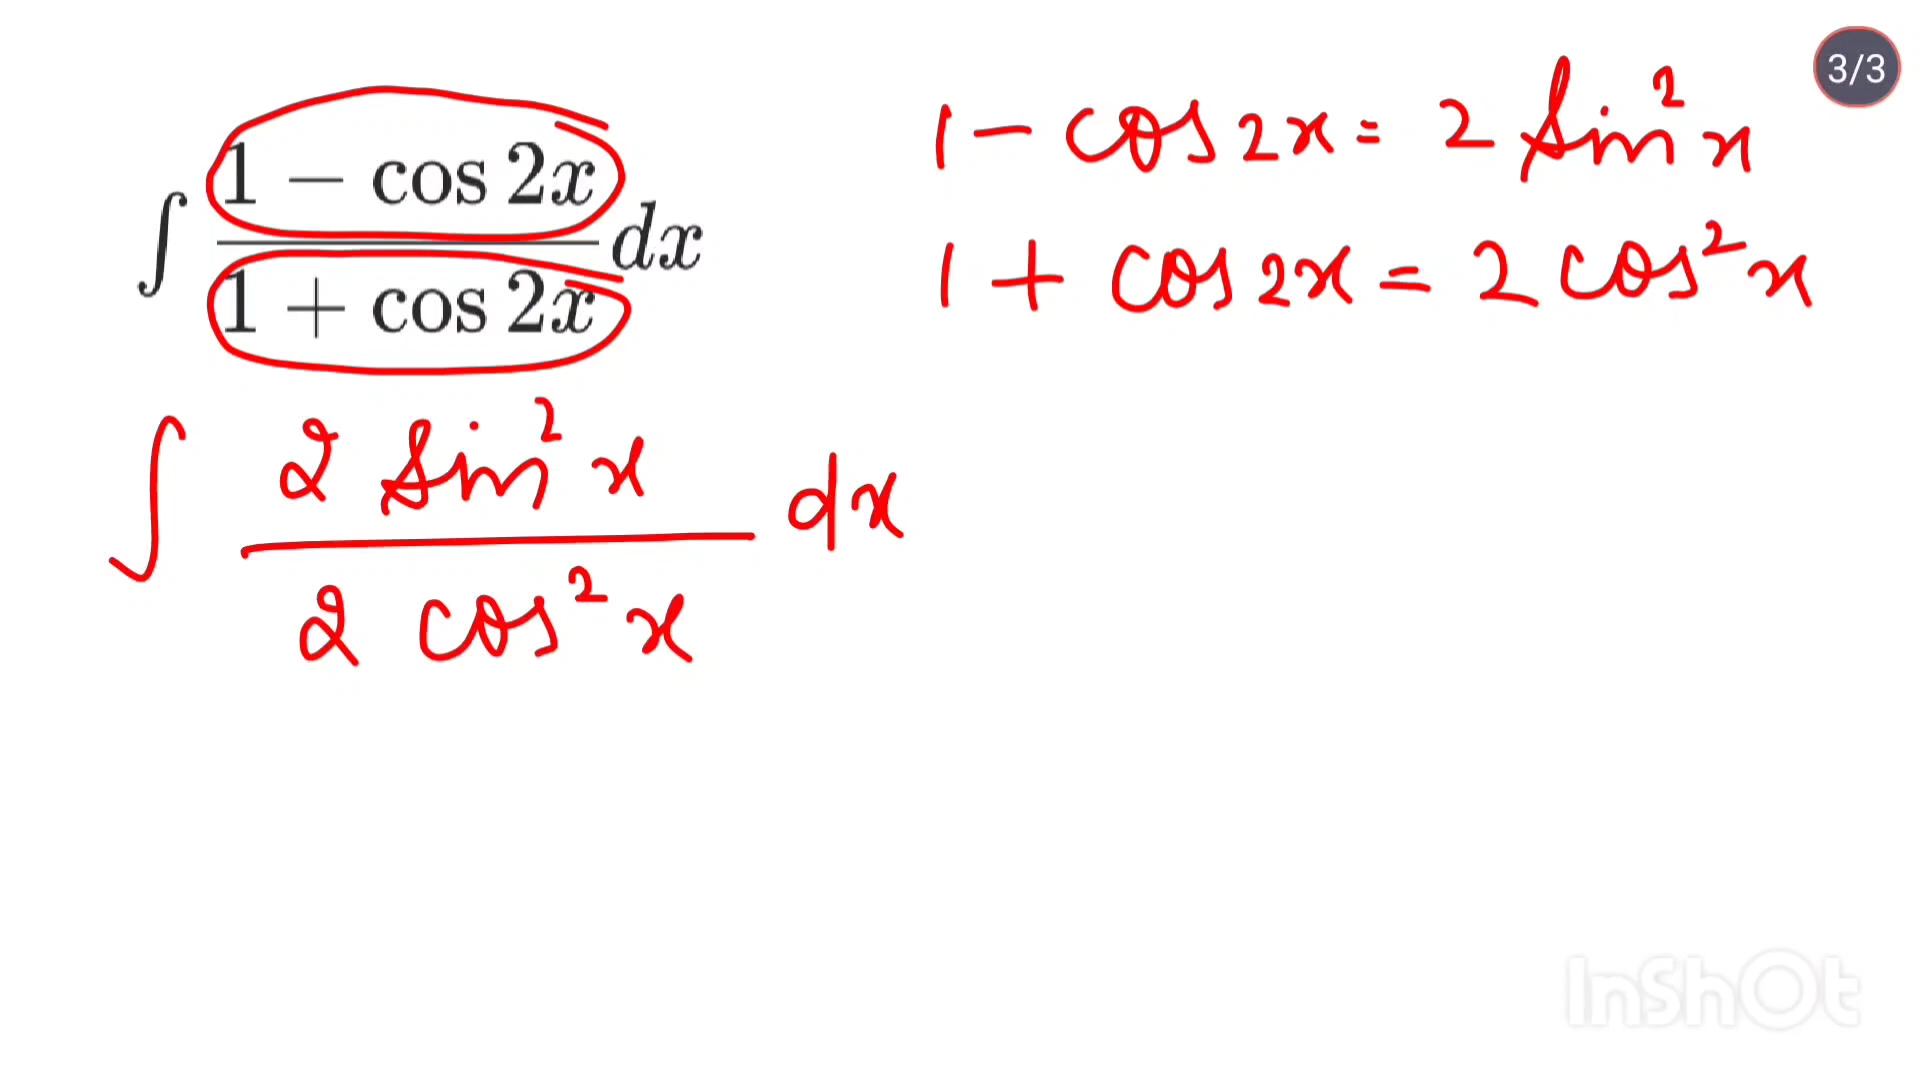 3/3
∫ (1 − cos 2x)/(1 + cos 2x) dx
1 − cos 2x = 2 sin²x
1 + cos 2x = 2 cos²x
∫ (2 sin²x)/(2 cos²x) dx
InShOt